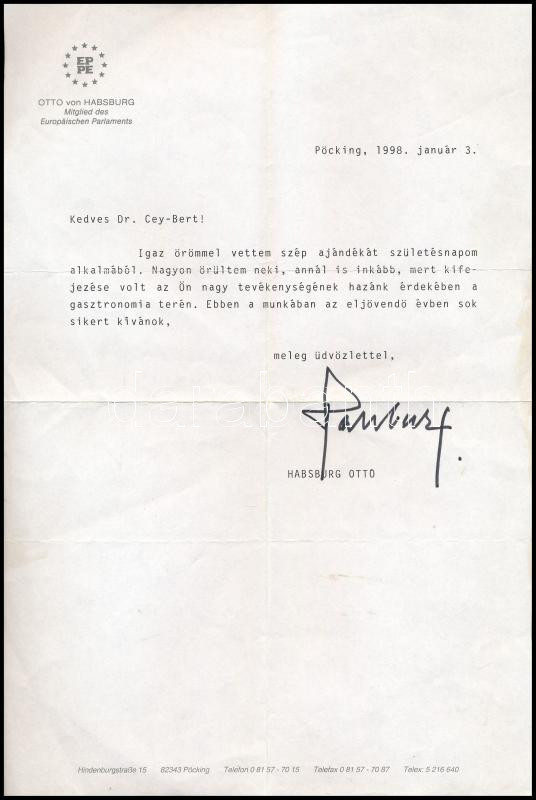 EP
PE
OTTO von HABSBURG
Mitglied des
Europäischen Parlaments
Pöcking, 1998. január 3.
Kedves Dr. Cey-Bert!
Igaz örömmel vettem szép ajándékát születésnapom
alkalmából. Nagyon örültem neki, annál is inkább, mert kife-
jezése volt az Ön nagy tevékenységének hazánk érdekében a
gasztronomia terén. Ebben a munkában az eljövendö évben sok
sikert kívánok,
meleg üdvözlettel,
HABSBURG OTTÓ
Hindenburgstraße 15 82343 Pöcking Telefon 0 81 57 - 70 15 Telefax 0 81 57 - 70 87 Telex: 5 216 640